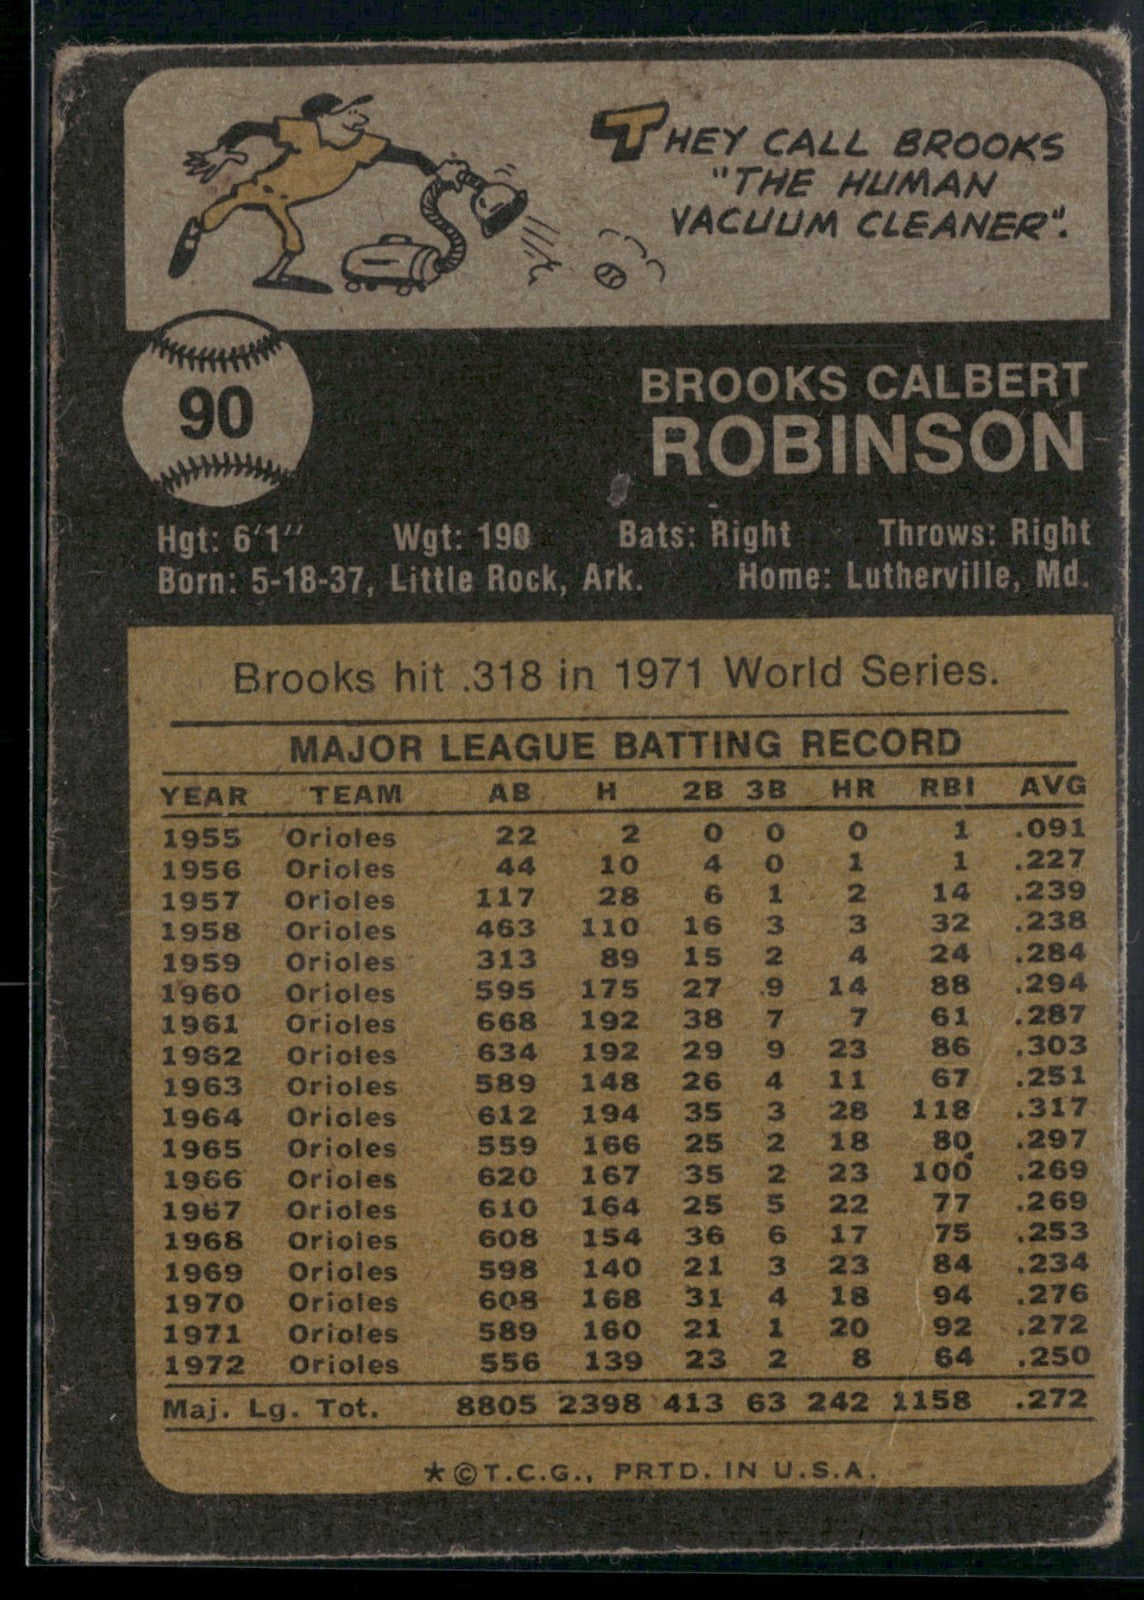 THEY CALL BROOKS
"THE HUMAN
VACUUM CLEANER".
90
BROOKS CALBERT
ROBINSON
Hgt: 6'1" Wgt: 190 Bats: Right Throws: Right
Born: 5-18-37, Little Rock, Ark. Home: Lutherville, Md.
Brooks hit .318 in 1971 World Series.
MAJOR LEAGUE BATTING RECORD
YEAR TEAM AB H 2B 3B HR RBI AVG
1955 Orioles 22 2 0 0 0 1 .091
1956 Orioles 44 10 4 0 1 1 .227
1957 Orioles 117 28 6 1 2 14 .239
1958 Orioles 463 110 16 3 3 32 .238
1959 Orioles 313 89 15 2 4 24 .284
1960 Orioles 595 175 27 9 14 88 .294
1961 Orioles 668 192 38 7 7 61 .287
1962 Orioles 634 192 29 9 23 86 .303
1963 Orioles 589 148 26 4 11 67 .251
1964 Orioles 612 194 35 3 28 118 .317
1965 Orioles 559 166 25 2 18 80 .297
1966 Orioles 620 167 35 2 23 100 .269
1967 Orioles 610 164 25 5 22 77 .269
1968 Orioles 608 154 36 6 17 75 .253
1969 Orioles 598 140 21 3 23 84 .234
1970 Orioles 608 168 31 4 18 94 .276
1971 Orioles 589 160 21 1 20 92 .272
1972 Orioles 556 139 23 2 8 64 .250
Maj. Lg. Tot. 8805 2398 413 63 242 1158 .272
*©T.C.G., PRTD. IN U.S.A.